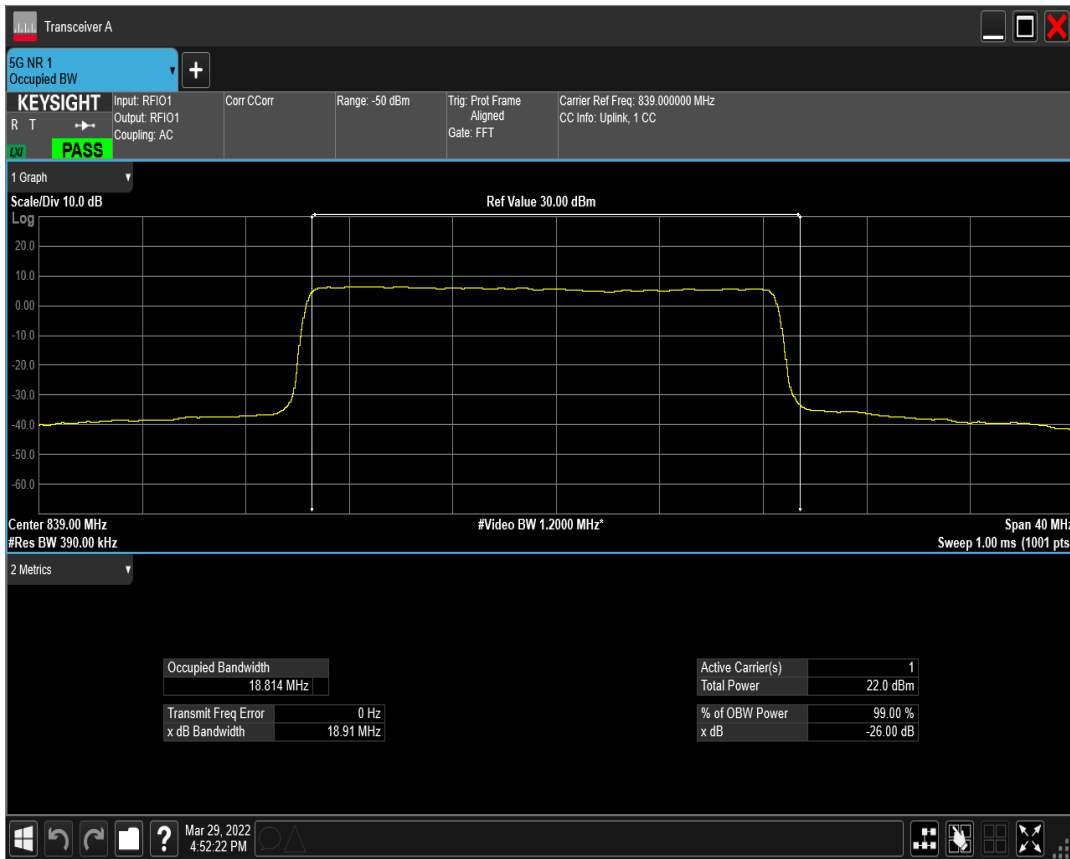 Transceiver A
5G NR 1
Occupied BW
KEYSIGHT
R T
LXI
PASS
Input: RFIO1
Output: RFIO1
Coupling: AC
Corr CCorr
Range: -50 dBm
Trig: Prot Frame
Aligned
Gate: FFT
Carrier Ref Freq: 839.000000 MHz
CC Info: Uplink, 1 CC
1 Graph
Scale/Div 10.0 dB
Ref Value 30.00 dBm
Log
20.0
10.0
0.00
-10.0
-20.0
-30.0
-40.0
-50.0
-60.0
Center 839.00 MHz
#Video BW 1.2000 MHz*
Span 40 MHz
#Res BW 390.00 kHz
Sweep 1.00 ms (1001 pts
2 Metrics
Occupied Bandwidth
18.814 MHz
Transmit Freq Error 0 Hz
x dB Bandwidth 18.91 MHz
Active Carrier(s) 1
Total Power 22.0 dBm
% of OBW Power 99.00 %
x dB -26.00 dB
?
Mar 29, 2022
4:52:22 PM